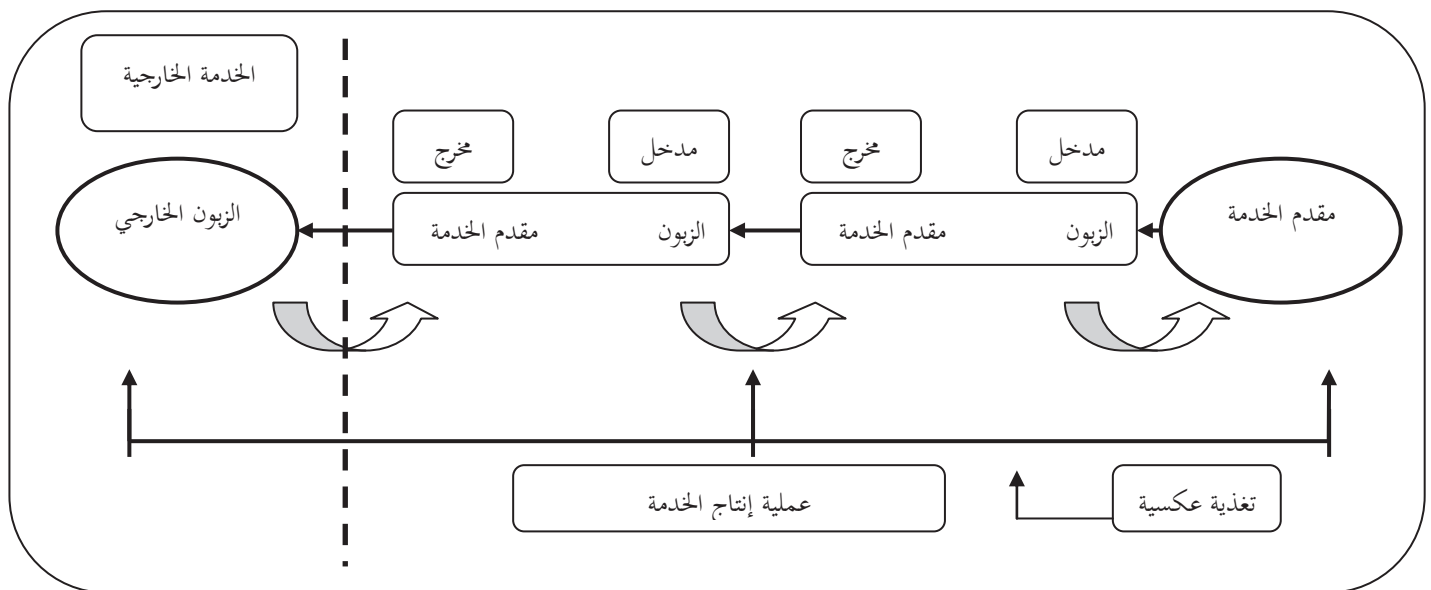 الخدمة الخارجية
مدخل
مخرج
مدخل
مخرج
مقدم الخدمة
الزبون
مقدم الخدمة
الزبون
مقدم الخدمة
الزبون الخارجي
تغذية عكسية
عملية إنتاج الخدمة